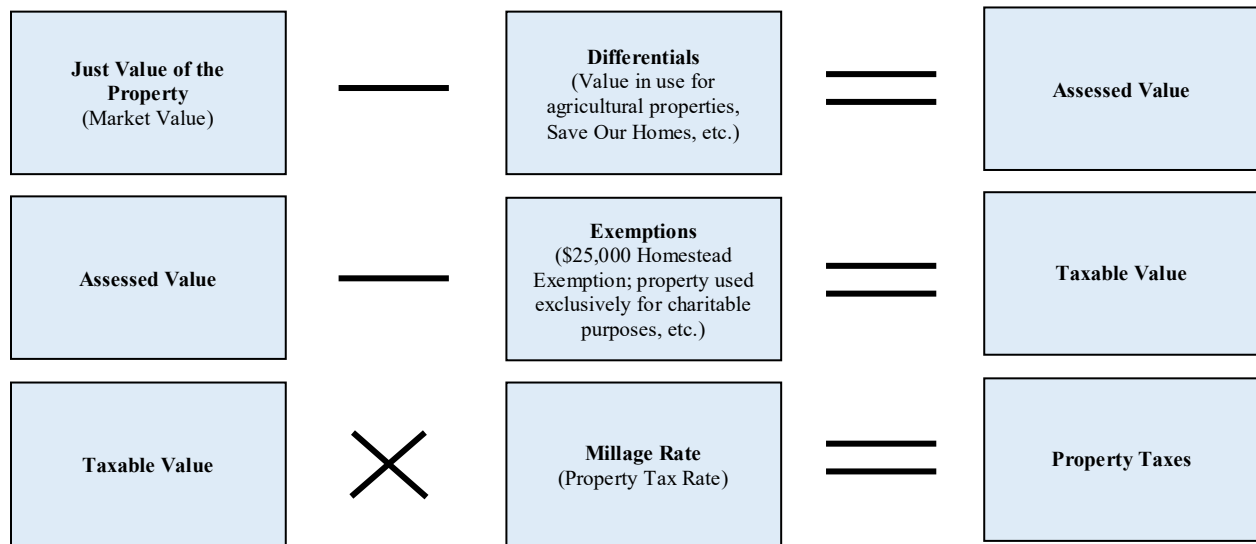 Just Value of the
Property
(Market Value)
Differentials
(Value in use for
agricultural properties,
Save Our Homes, etc.)
Assessed Value
Assessed Value
Exemptions
($25,000 Homestead
Exemption; property used
exclusively for charitable
purposes, etc.)
Taxable Value
Taxable Value
Millage Rate
(Property Tax Rate)
Property Taxes